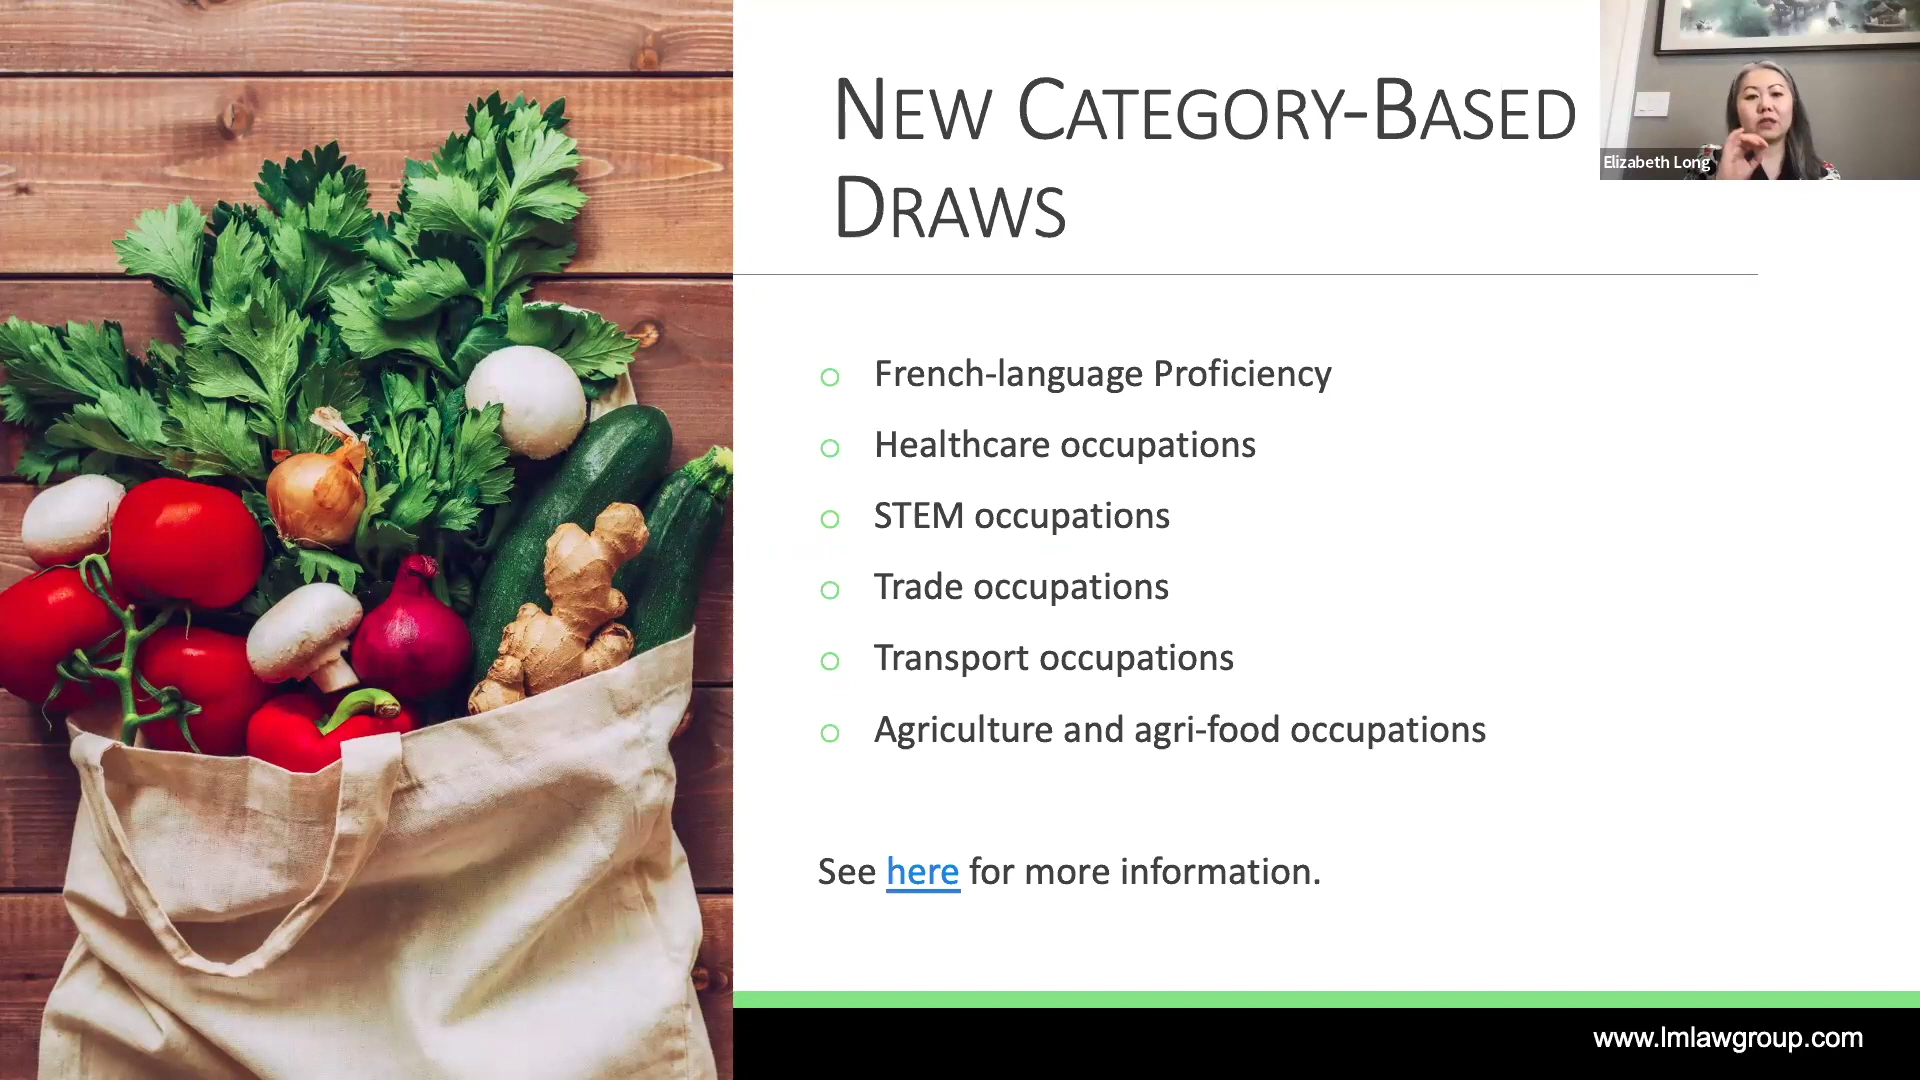 NEW CATEGORY-BASED
DRAWS
Elizabeth Long
French-language Proficiency
Healthcare occupations
STEM occupations
Trade occupations
Transport occupations
Agriculture and agri-food occupations
See here for more information.
www.lmlawgroup.com